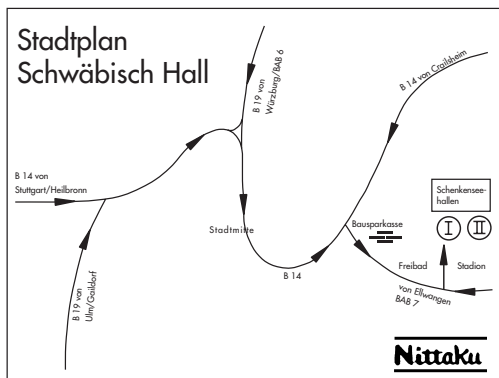 Stadtplan
Schwäbisch Hall
B 19 von
Würzburg/BAB 6
B 14 von Crailsheim
B 14 von
Stuttgart/Heilbronn
Schenkensee-
hallen
I II
Stadtmitte
Bausparkasse
B 14
Freibad Stadion
von Ellwangen
BAB 7
B 19 von
Ulm/Gaildorf
Nittaku